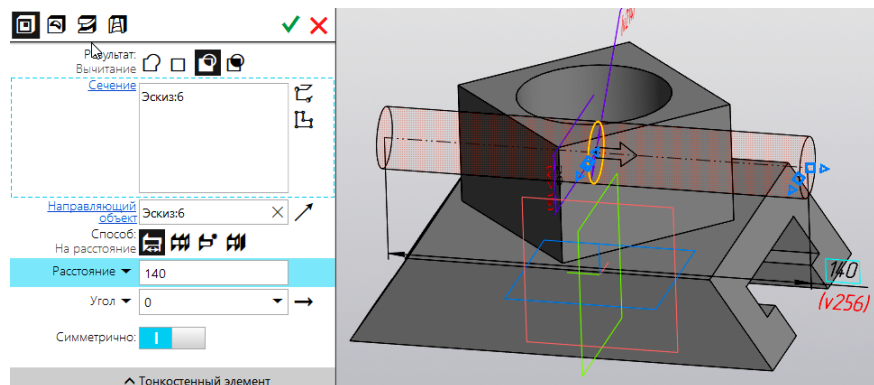 Результат:
Вычитание
Сечение
Эскиз:6
Направляющий
объект
Эскиз:6
Способ:
На расстояние
Расстояние
140
Угол
0
Симметрично:
Тонкостенный элемент
140
(v256)